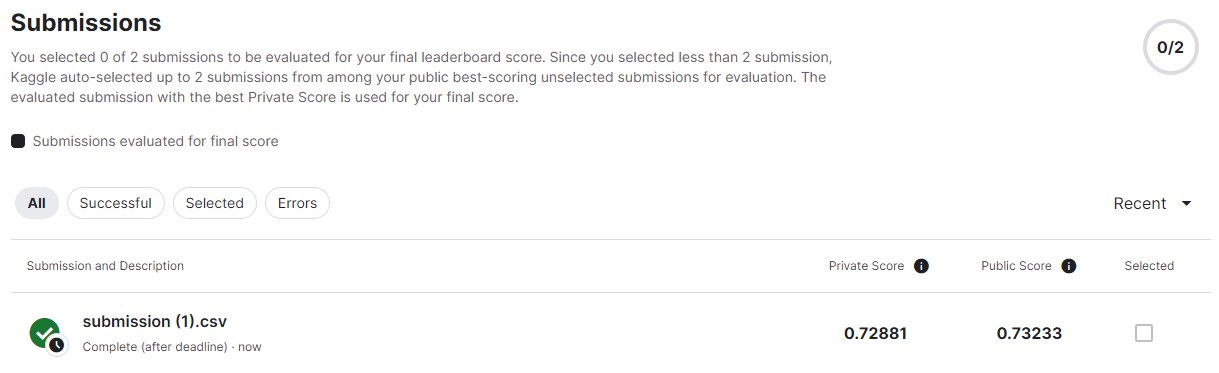 Submissions
You selected 0 of 2 submissions to be evaluated for your final leaderboard score. Since you selected less than 2 submission,
Kaggle auto-selected up to 2 submissions from among your public best-scoring unselected submissions for evaluation. The
evaluated submission with the best Private Score is used for your final score.
0/2
Submissions evaluated for final score
All Successful Selected Errors Recent
Submission and Description Private Score i Public Score i Selected
submission (1).csv 0.72881 0.73233
Complete (after deadline) · now